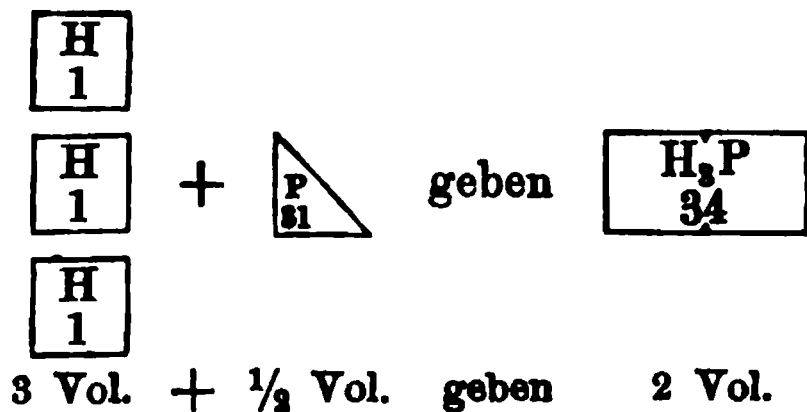 H
1
H
1
+
P
31
geben
H₃P
34
H
1
3 Vol. + ½ Vol. geben 2 Vol.